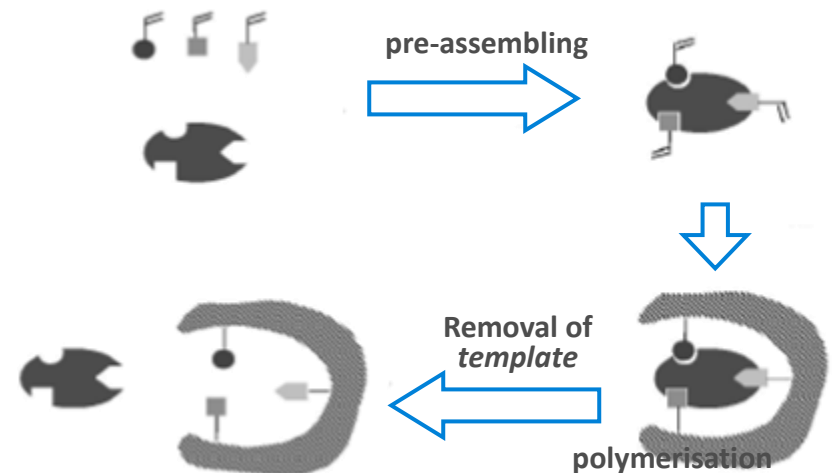 pre-assembling
Removal of
template
polymerisation